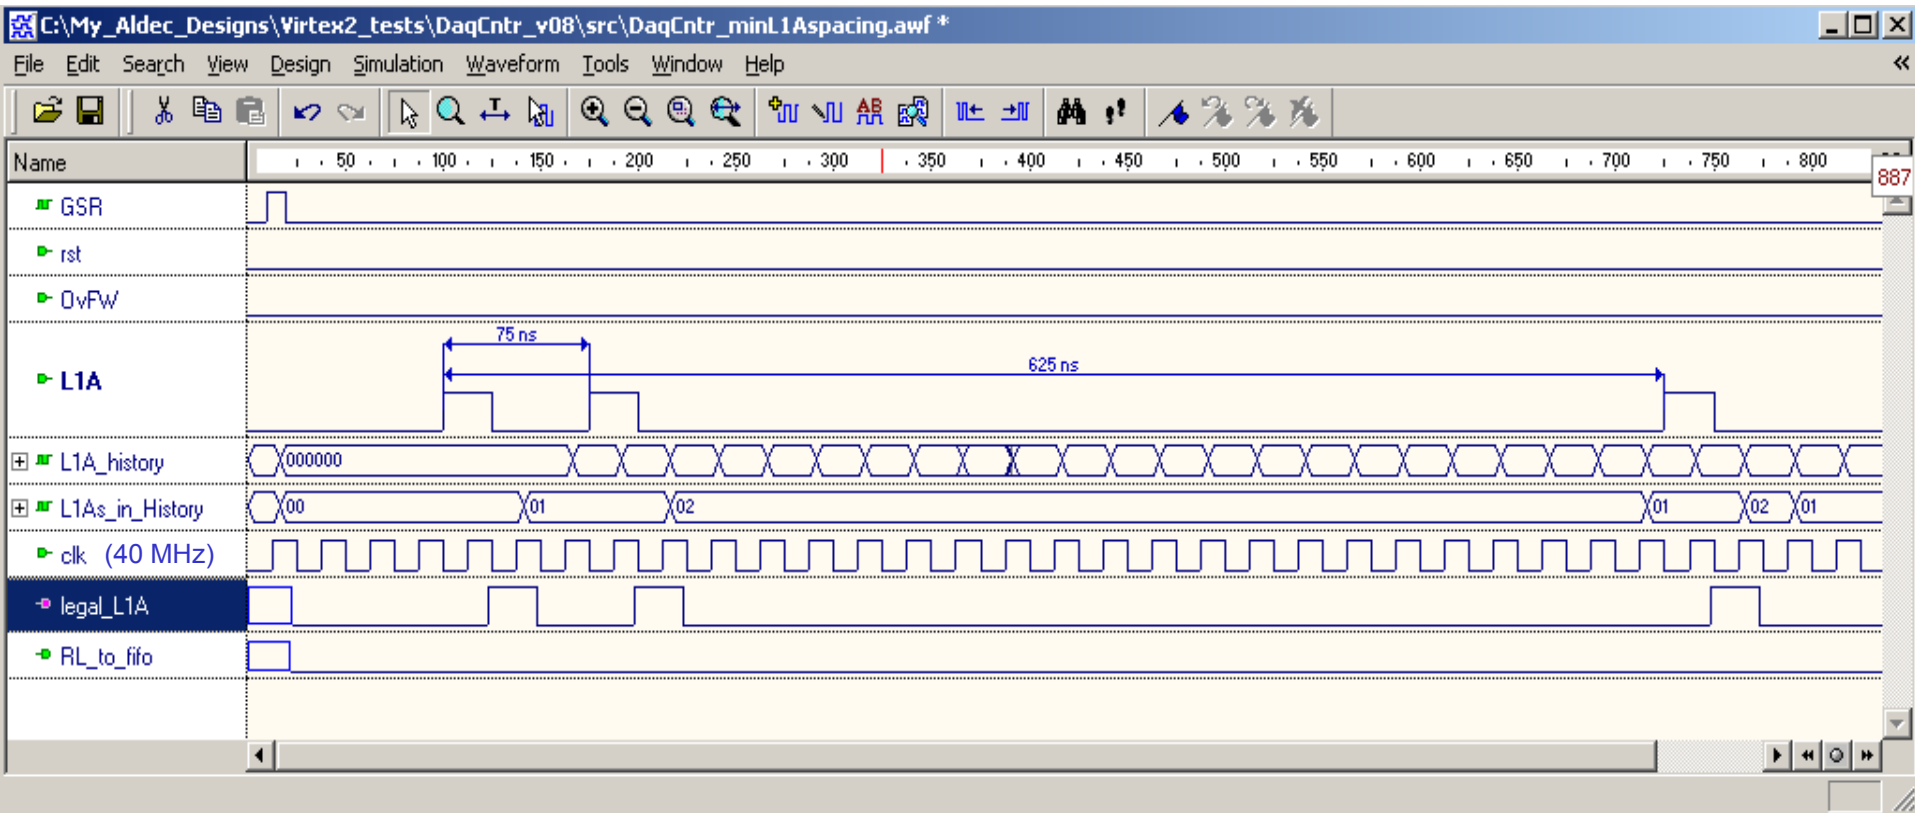 C:\My_Aldec_Designs\Virtex2_tests\DaqCntr_v08\src\DaqCntr_minL1Aspacing.awf *
File Edit Search View Design Simulation Waveform Tools Window Help
Name 50 100 150 200 250 300 350 400 450 500 550 600 650 700 750 800
887
GSR
rst
OvFW
75 ns
625 ns
L1A
L1A_history 000000
L1As_in_History 00 01 02 01 02 01
clk (40 MHz)
legal_L1A
RL_to_fifo